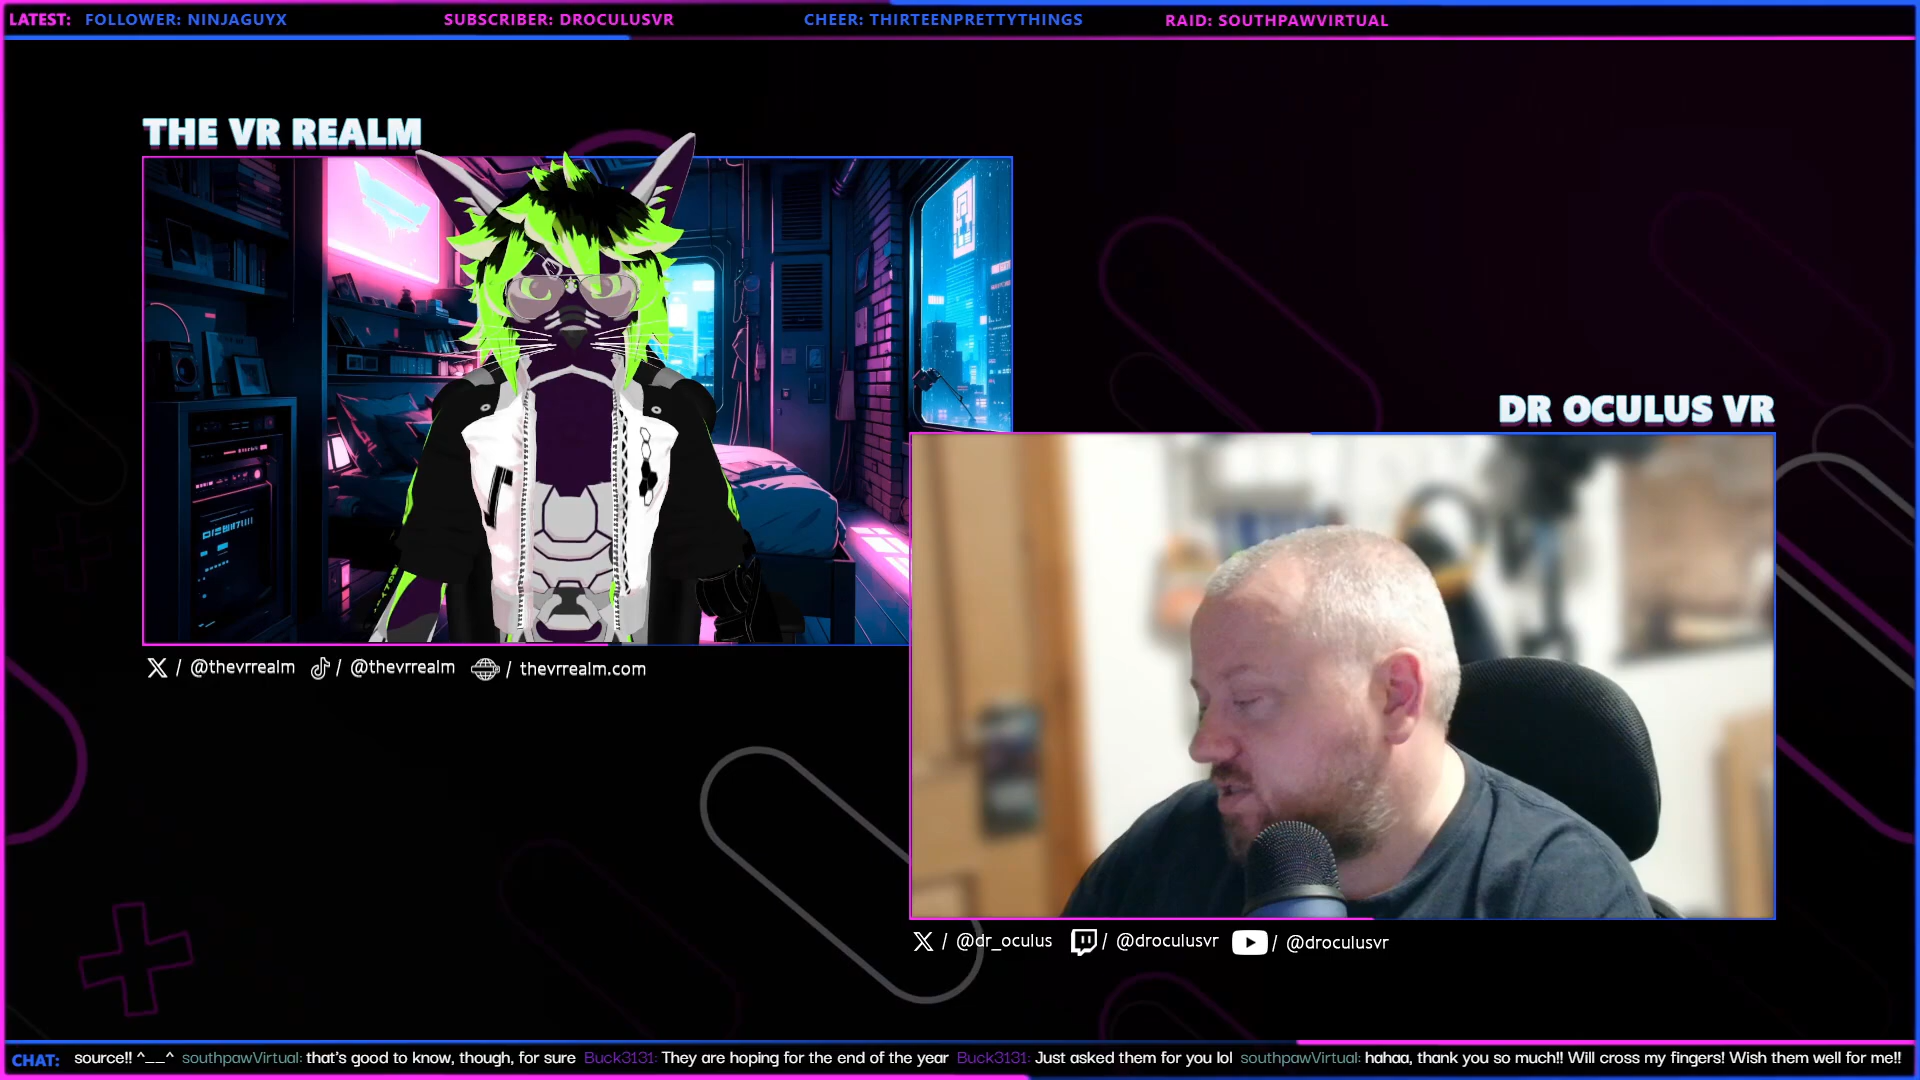 LATEST: FOLLOWER: NINJAGUYX SUBSCRIBER: DROCULUSVR CHEER: THIRTEENPRETTYTHINGS RAID: SOUTHPAWVIRTUAL
THE VR REALM
X / @thevrrealm / @thevrrealm / thevrrealm.com
DR OCULUS VR
X / @dr_oculus / @droculusvr / @droculusvr
CHAT: source!! ^__^ southpawVirtual: that's good to know, though, for sure Buck3131: They are hoping for the end of the year Buck3131: Just asked them for you lol southpawVirtual: hahaa, thank you so much!! Will cross my fingers! Wish them well for me!!